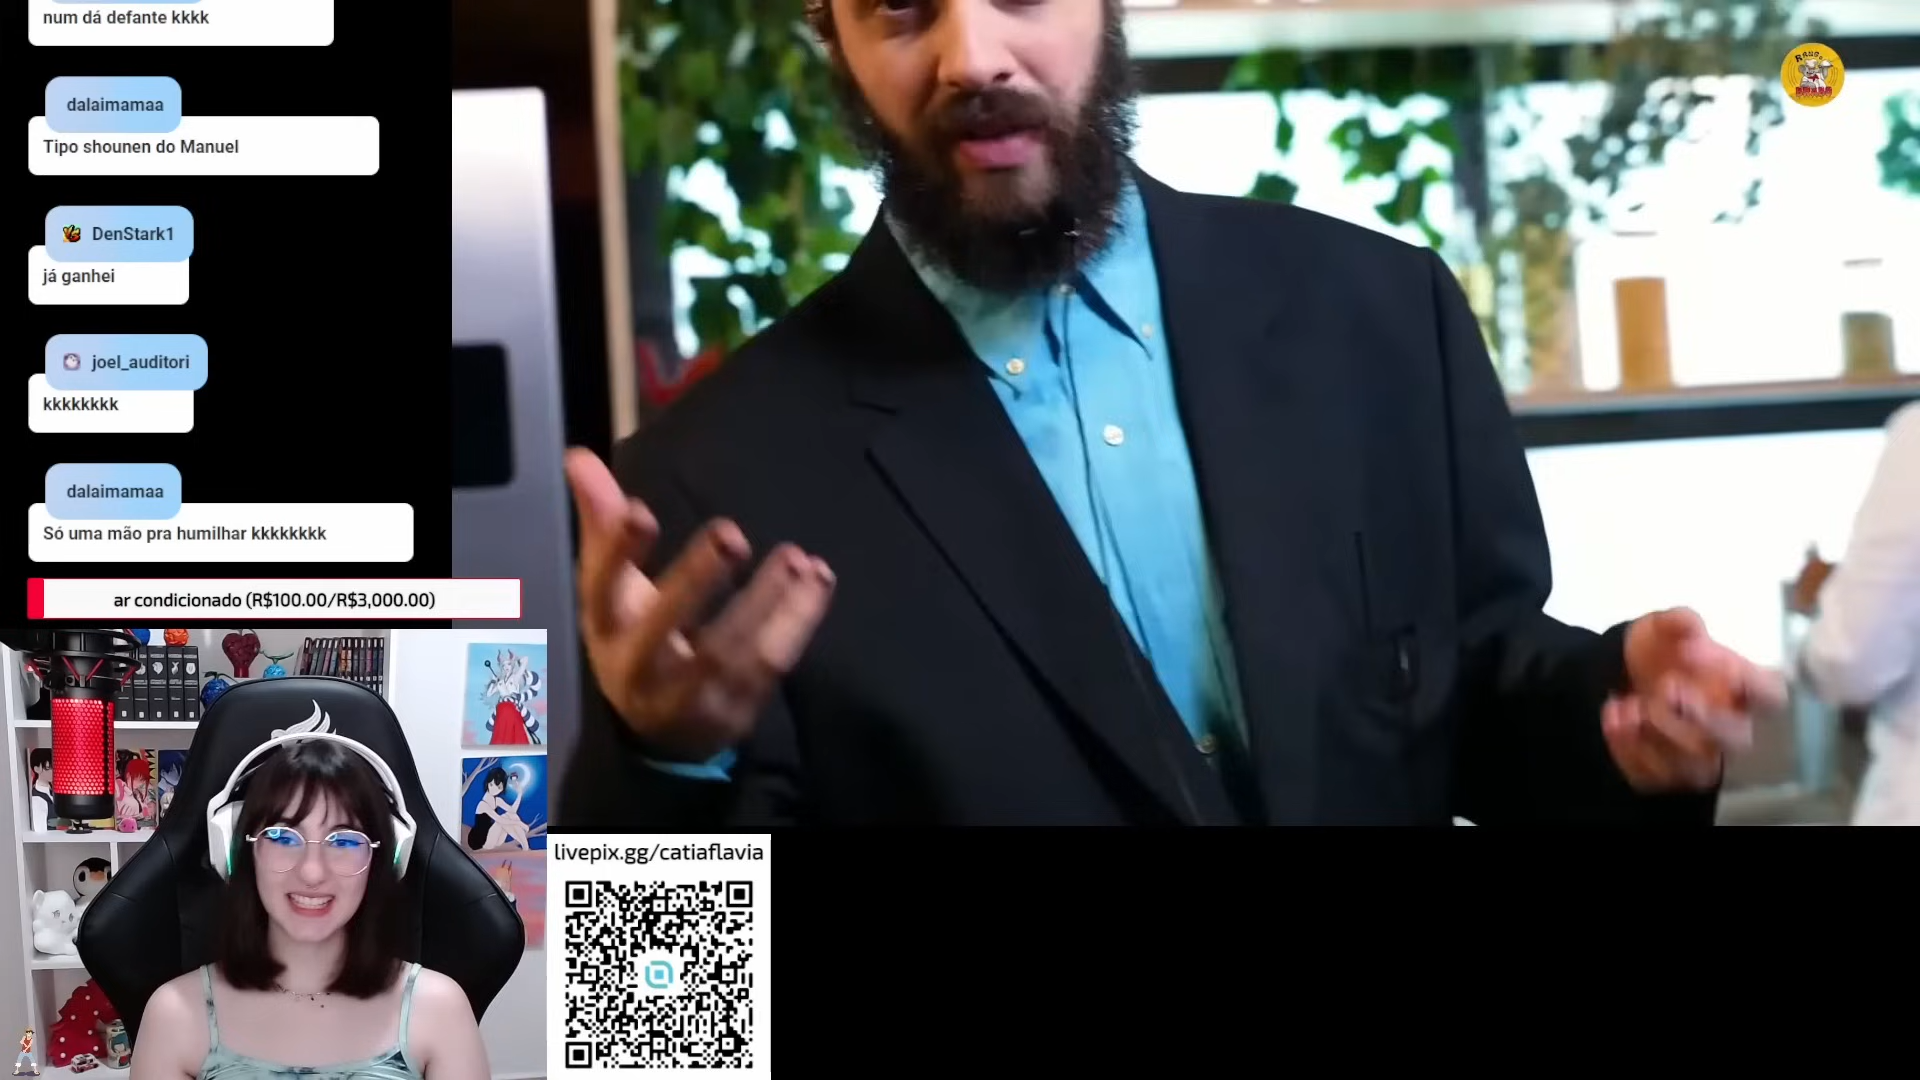 num dá defante kkkk
dalaimamaa
Tipo shounen do Manuel
DenStark1
já ganhei
joel_auditori
kkkkkkkk
dalaimamaa
Só uma mão pra humilhar kkkkkkkk
ar condicionado (R$100.00/R$3,000.00)
livepix.gg/catiaflavia